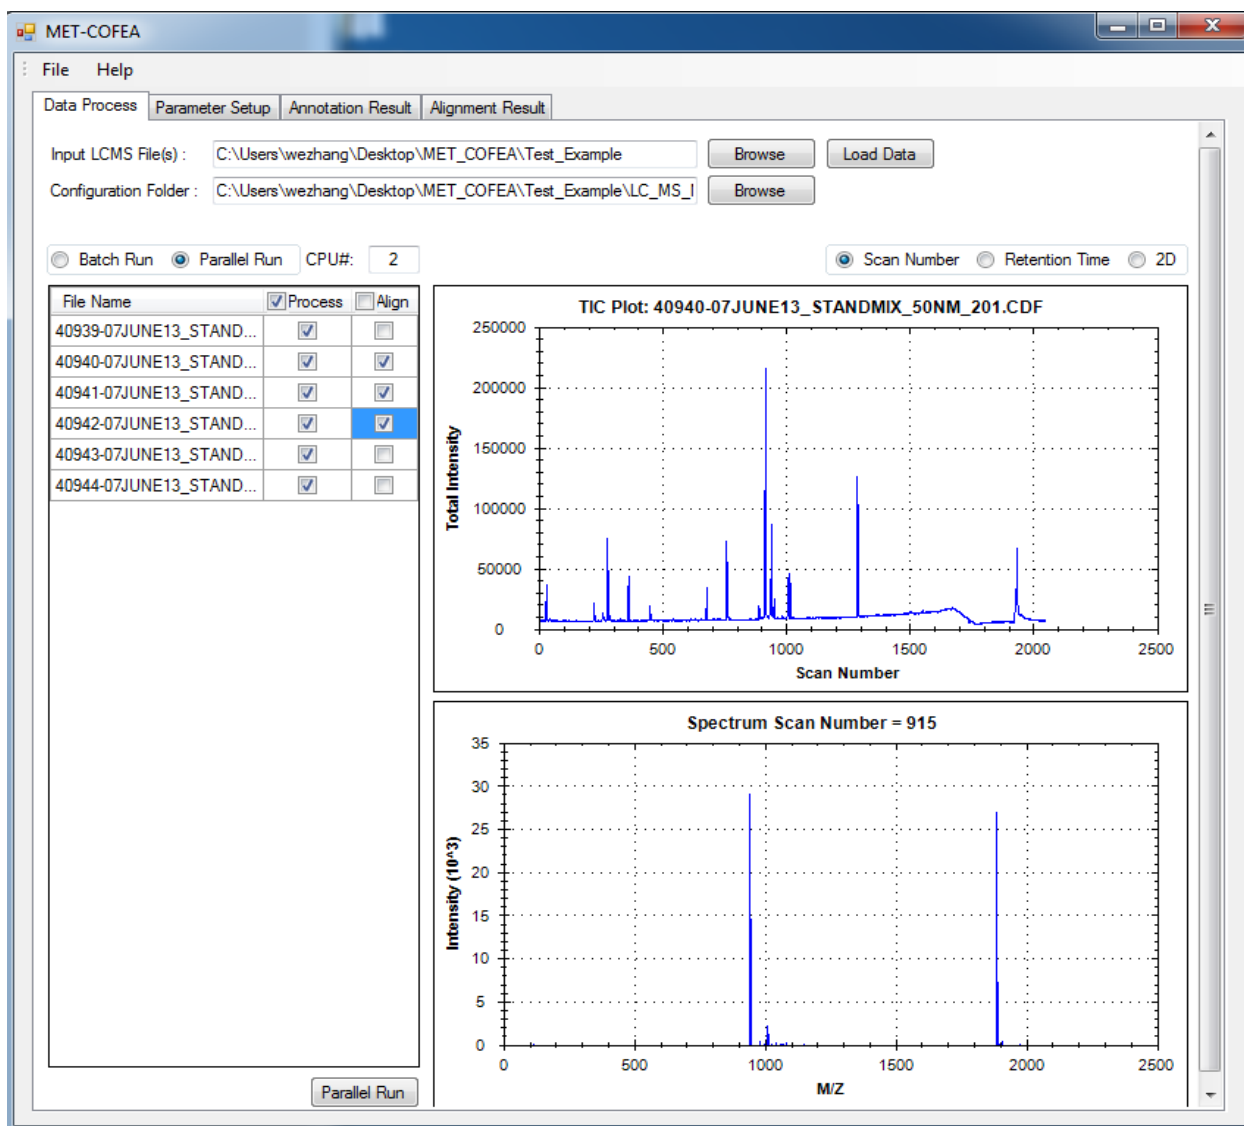 MET-COFEA
File Help
Data Process Parameter Setup Annotation Result Alignment Result
Input LCMS File(s) : C:\Users\wezhang\Desktop\MET_COFEA\Test_Example Browse Load Data
Configuration Folder : C:\Users\wezhang\Desktop\MET_COFEA\Test_Example\LC_MS_ Browse
Batch Run Parallel Run CPU#: 2 Scan Number Retention Time 2D
File Name Process Align
40939-07JUNE13_STAND...
40940-07JUNE13_STAND...
40941-07JUNE13_STAND...
40942-07JUNE13_STAND...
40943-07JUNE13_STAND...
40944-07JUNE13_STAND...
TIC Plot: 40940-07JUNE13_STANDMIX_50NM_201.CDF
Total Intensity
250000
200000
150000
100000
50000
0
0 500 1000 1500 2000 2500
Scan Number
Spectrum Scan Number = 915
Intensity (10^3)
35
30
25
20
15
10
5
0
0 500 1000 1500 2000 2500
M/Z
Parallel Run